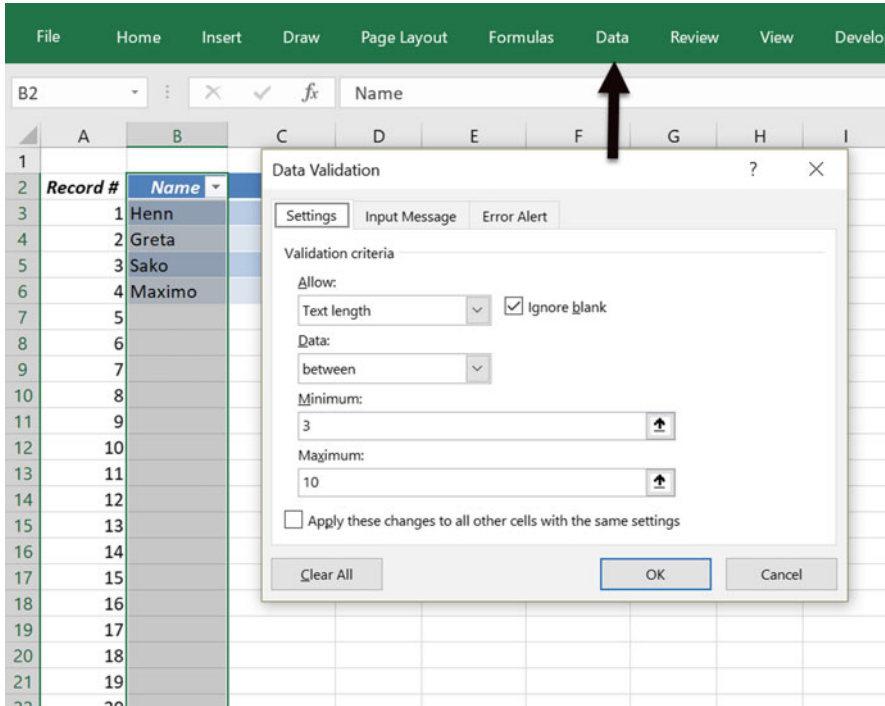 File Home Insert Draw Page Layout Formulas Data Review View Develo
B2 fx Name
A B C D E F G H I
1
2 Record # Name
3 1 Henn
4 2 Greta
5 3 Sako
6 4 Maximo
7 5
8 6
9 7
10 8
11 9
12 10
13 11
14 12
15 13
16 14
17 15
18 16
19 17
20 18
21 19
22 20
Data Validation ?
Settings Input Message Error Alert
Validation criteria
Allow:
Text length Ignore blank
Data:
between
Minimum:
3
Maximum:
10
Apply these changes to all other cells with the same settings
Clear All OK Cancel